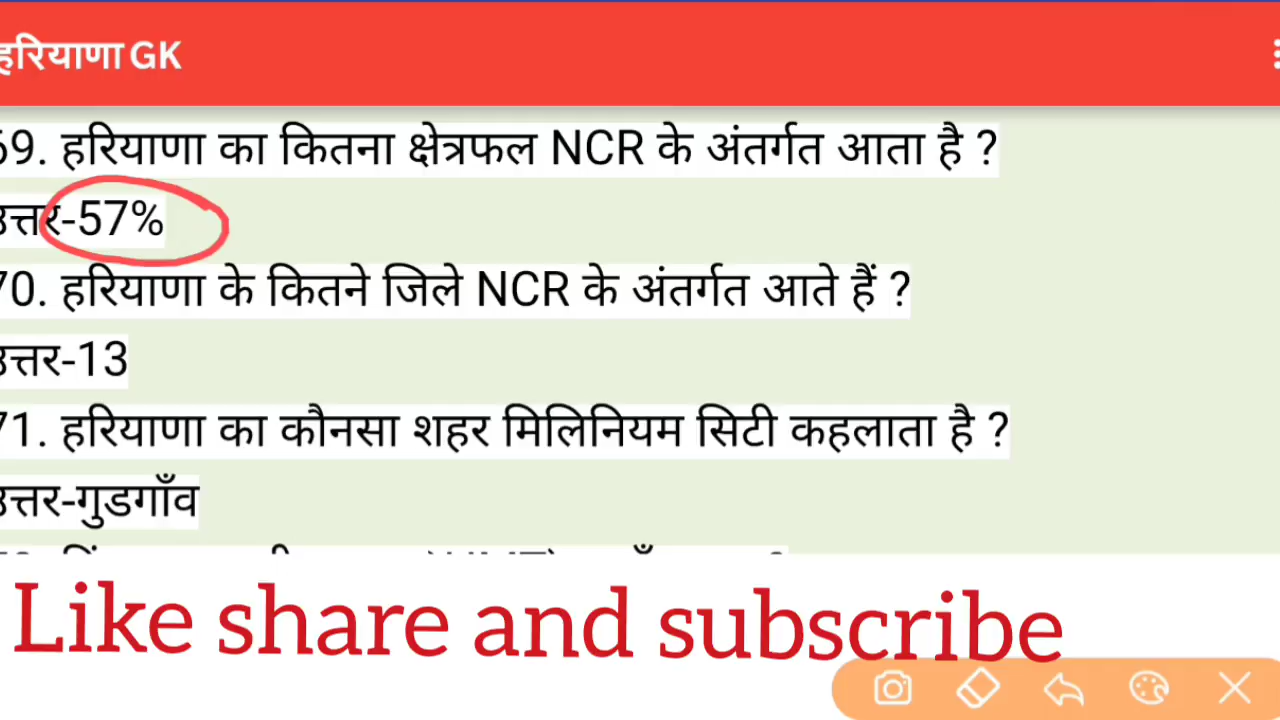 हरियाणा GK
69. हरियाणा का कितना क्षेत्रफल NCR के अंतर्गत आता है ?
उत्तर-57%
70. हरियाणा के कितने जिले NCR के अंतर्गत आते हैं ?
उत्तर-13
71. हरियाणा का कौनसा शहर मिलिनियम सिटी कहलाता है ?
उत्तर-गुडगाँव
Like share and subscribe